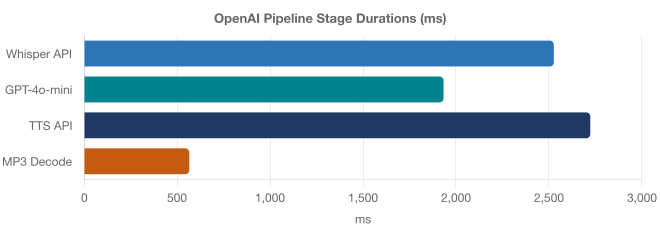 OpenAI Pipeline Stage Durations (ms)
Whisper API
GPT-4o-mini
TTS API
MP3 Decode
0 500 1,000 1,500 2,000 2,500 3,000
ms